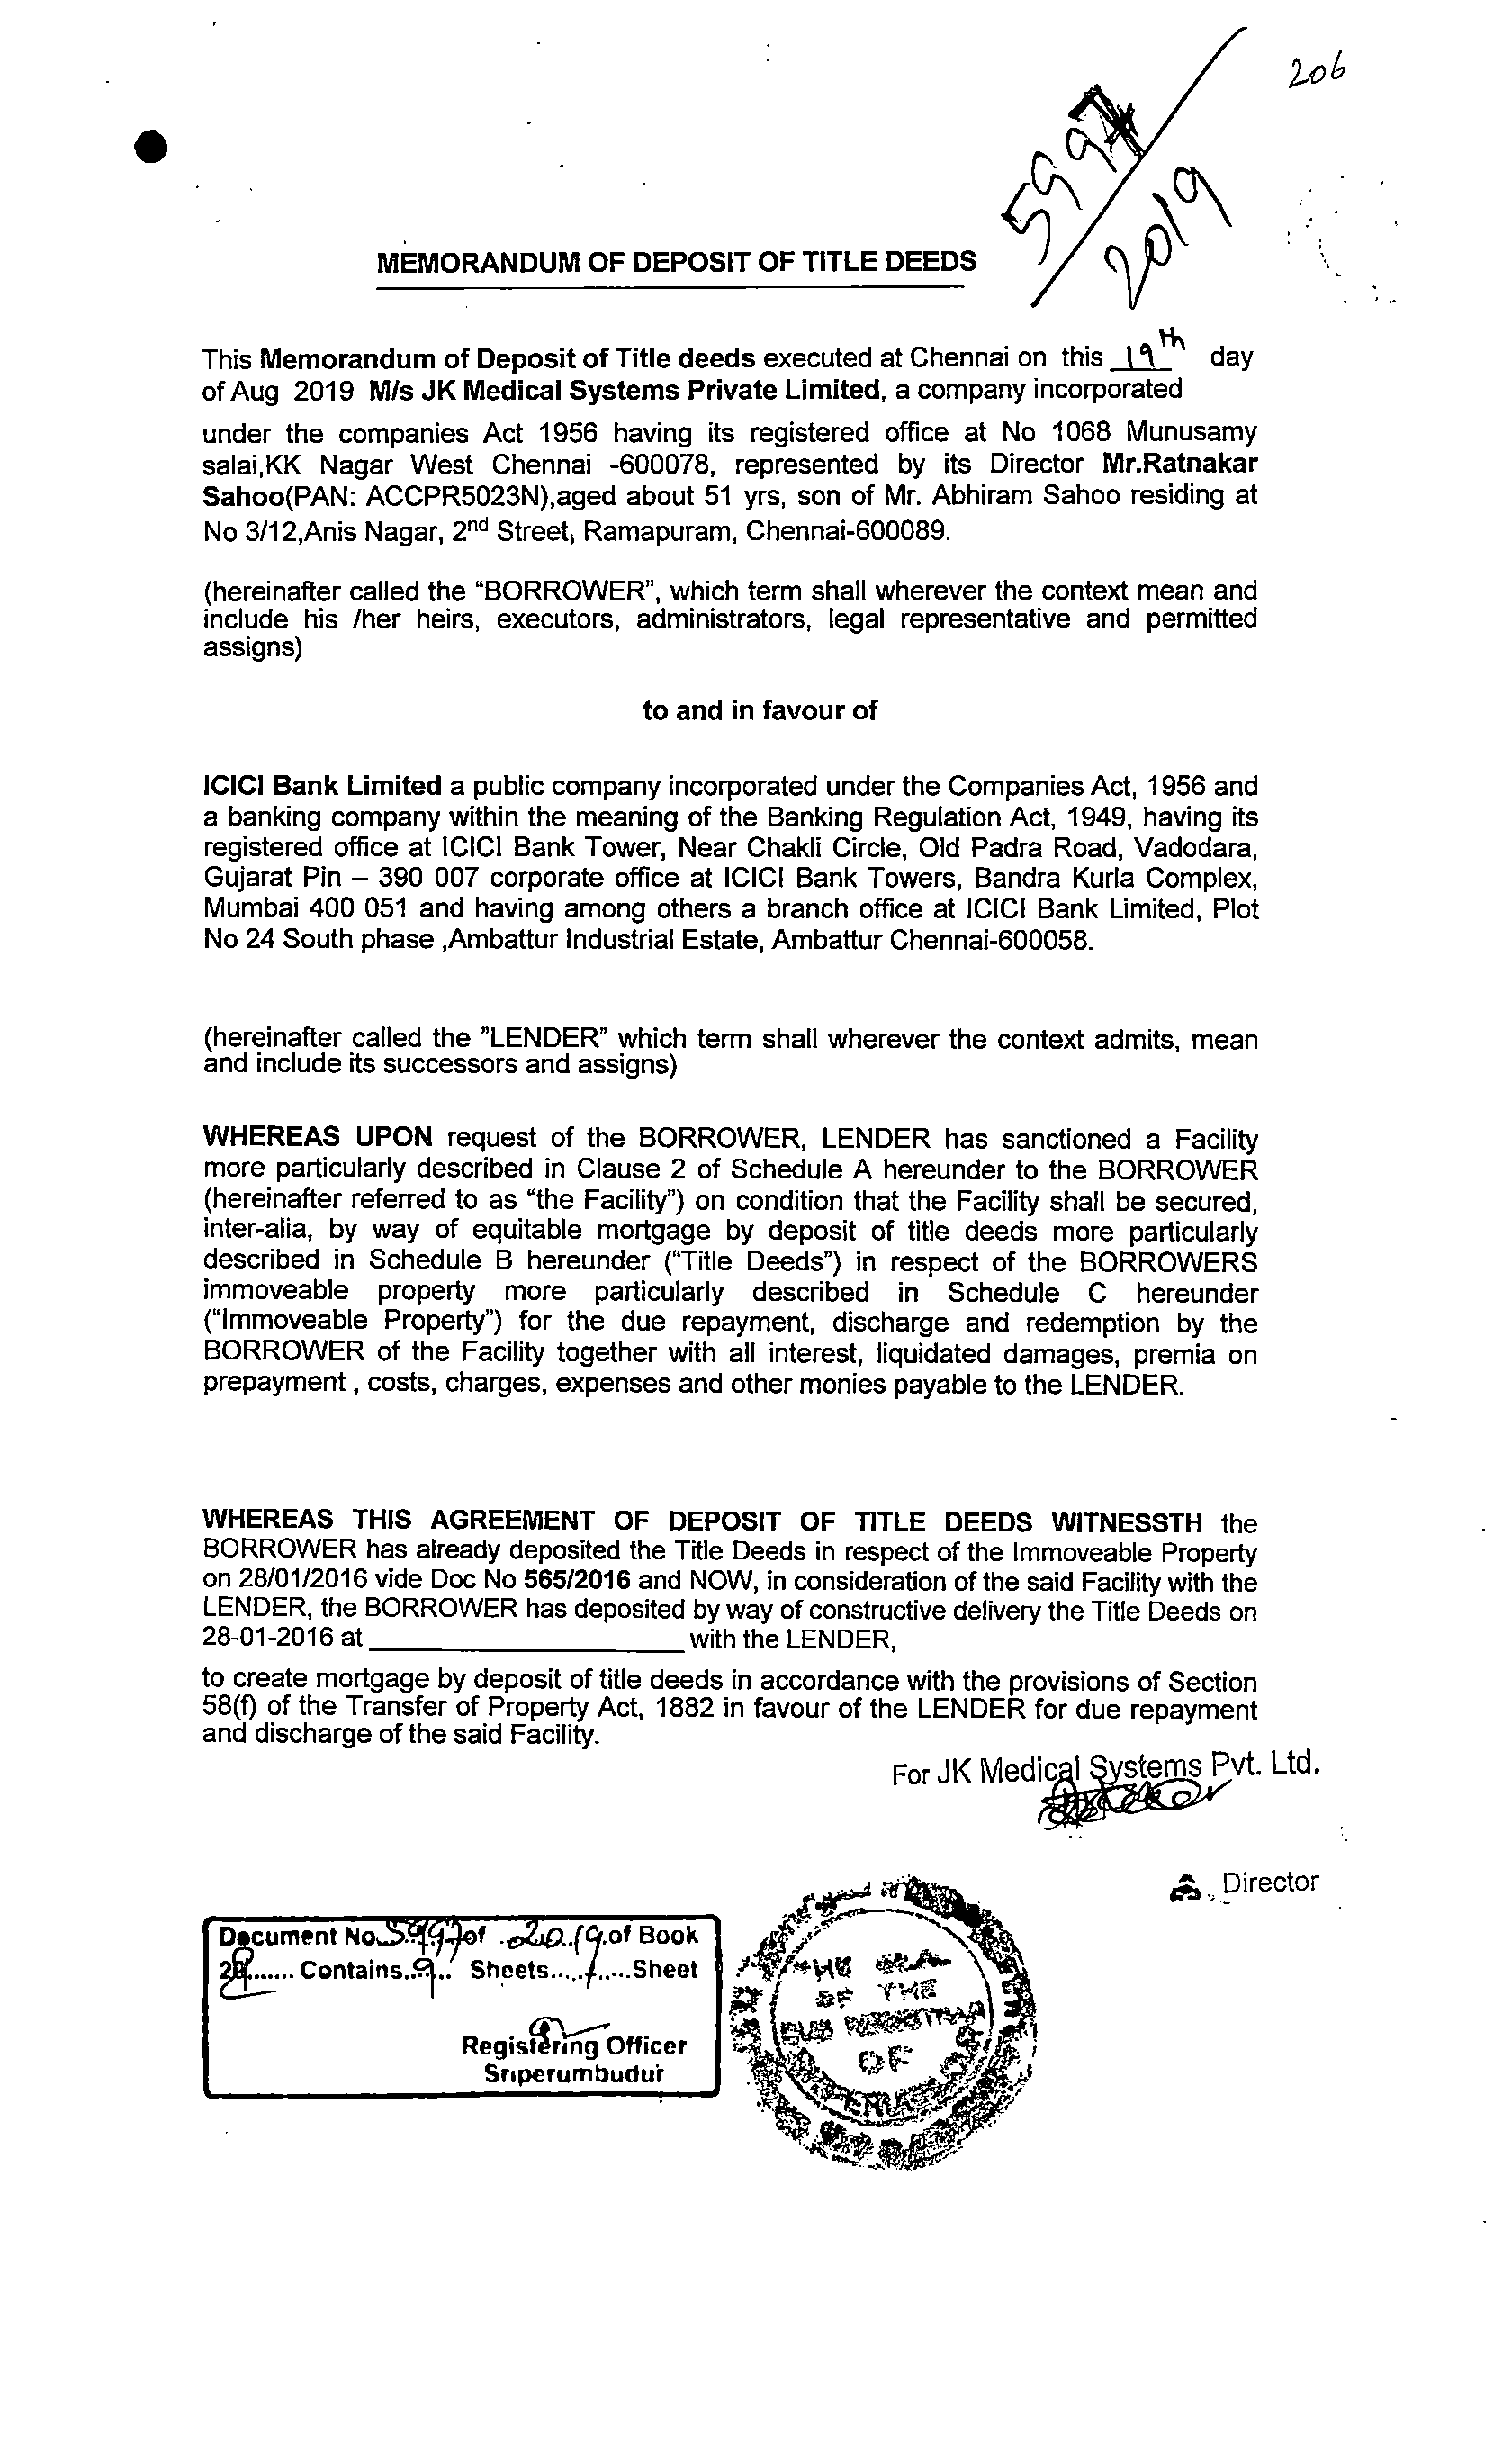 206
5997/2019
MEMORANDUM OF DEPOSIT OF TITLE DEEDS
This Memorandum of Deposit of Title deeds executed at Chennai on this 19th day
of Aug 2019 M/s JK Medical Systems Private Limited, a company incorporated
under the companies Act 1956 having its registered office at No 1068 Munusamy
salai,KK Nagar West Chennai -600078, represented by its Director Mr.Ratnakar
Sahoo(PAN: ACCPR5023N),aged about 51 yrs, son of Mr. Abhiram Sahoo residing at
No 3/12,Anis Nagar, 2nd Street, Ramapuram, Chennai-600089.
(hereinafter called the “BORROWER”, which term shall wherever the context mean and
include his /her heirs, executors, administrators, legal representative and permitted
assigns)
to and in favour of
ICICI Bank Limited a public company incorporated under the Companies Act, 1956 and
a banking company within the meaning of the Banking Regulation Act, 1949, having its
registered office at ICICI Bank Tower, Near Chakli Circle, Old Padra Road, Vadodara,
Gujarat Pin – 390 007 corporate office at ICICI Bank Towers, Bandra Kurla Complex,
Mumbai 400 051 and having among others a branch office at ICICI Bank Limited, Plot
No 24 South phase ,Ambattur Industrial Estate, Ambattur Chennai-600058.
(hereinafter called the ”LENDER” which term shall wherever the context admits, mean
and include its successors and assigns)
WHEREAS UPON request of the BORROWER, LENDER has sanctioned a Facility
more particularly described in Clause 2 of Schedule A hereunder to the BORROWER
(hereinafter referred to as “the Facility”) on condition that the Facility shall be secured,
inter-alia, by way of equitable mortgage by deposit of title deeds more particularly
described in Schedule B hereunder (“Title Deeds”) in respect of the BORROWERS
immoveable property more particularly described in Schedule C hereunder
(“Immoveable Property”) for the due repayment, discharge and redemption by the
BORROWER of the Facility together with all interest, liquidated damages, premia on
prepayment , costs, charges, expenses and other monies payable to the LENDER.
WHEREAS THIS AGREEMENT OF DEPOSIT OF TITLE DEEDS WITNESSTH the
BORROWER has already deposited the Title Deeds in respect of the Immoveable Property
on 28/01/2016 vide Doc No 565/2016 and NOW, in consideration of the said Facility with the
LENDER, the BORROWER has deposited by way of constructive delivery the Title Deeds on
28-01-2016 at ____________________ with the LENDER,
to create mortgage by deposit of title deeds in accordance with the provisions of Section
58(f) of the Transfer of Property Act, 1882 in favour of the LENDER for due repayment
and discharge of the said Facility.
For JK Medical Systems Pvt. Ltd.
Director
Document No.5997 of 2019 of Book
Contains..9.. Sheets.....1.....Sheet
Registering Officer
Sriperumbudur
THE SEAL
OF THE
SUB REGISTRAR
OF